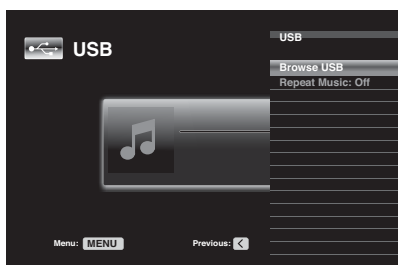 USB
USB
Browse USB
Repeat Music: Off
Menu: MENU Previous: <